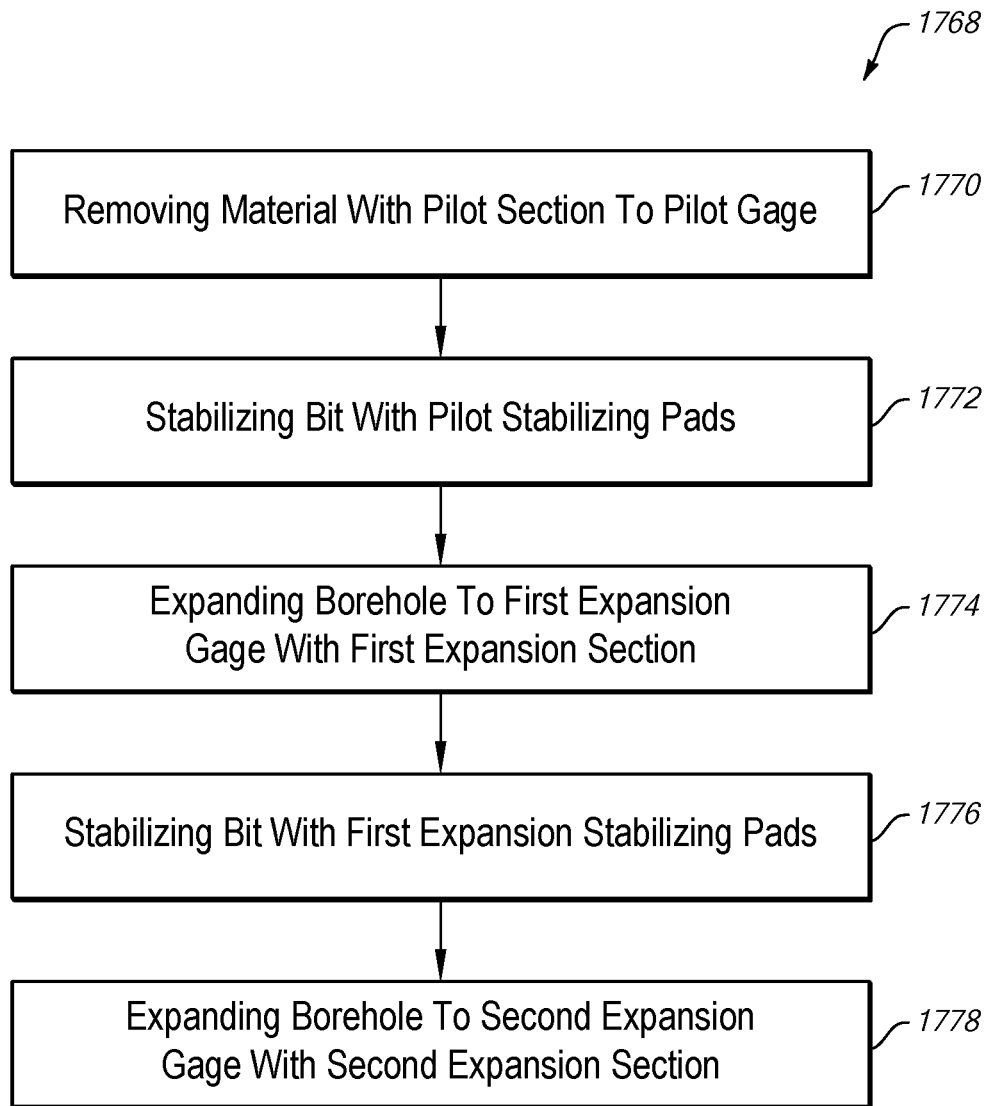 1768
Removing Material With Pilot Section To Pilot Gage
1770
Stabilizing Bit With Pilot Stabilizing Pads
1772
Expanding Borehole To First Expansion
Gage With First Expansion Section
1774
Stabilizing Bit With First Expansion Stabilizing Pads
1776
Expanding Borehole To Second Expansion
Gage With Second Expansion Section
1778